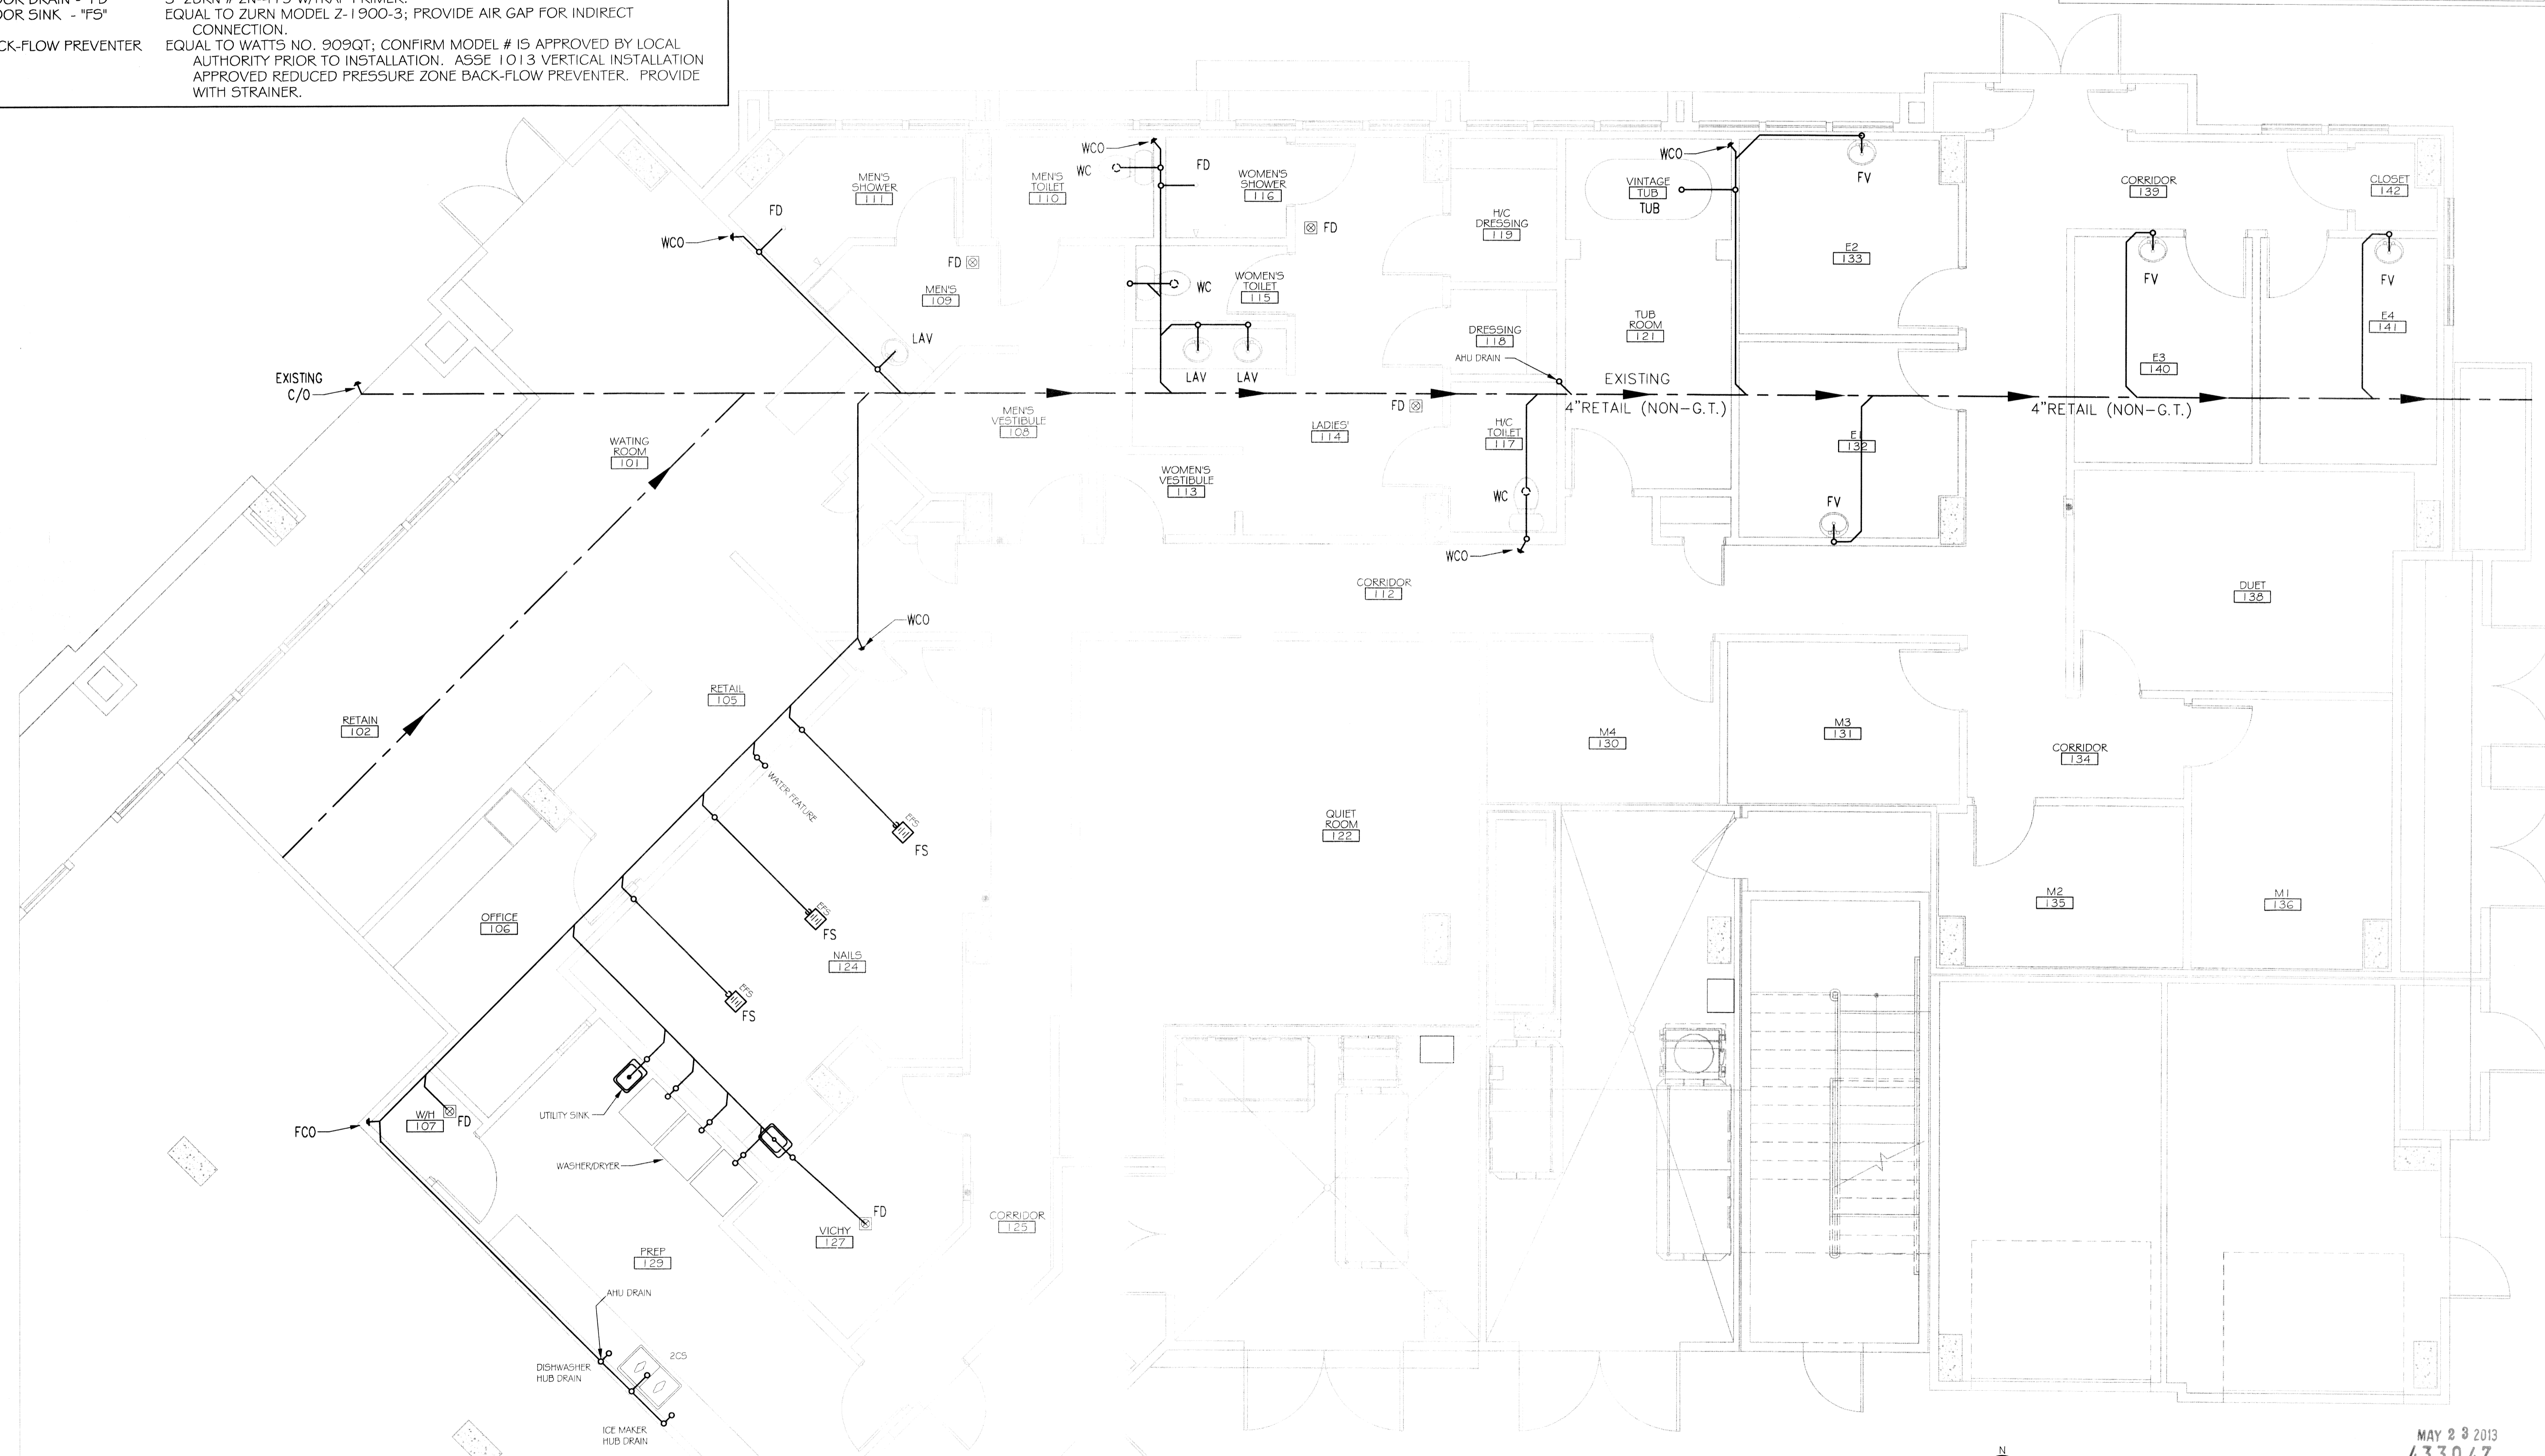 EQUAL TO ZURN MODEL Z-1900-3; PROVIDE AIR GAP FOR INDIRECT
CONNECTION.
EQUAL TO WATTS NO. 909QT; CONFIRM MODEL # IS APPROVED BY LOCAL
AUTHORITY PRIOR TO INSTALLATION. ASSE 1013 VERTICAL INSTALLATION
APPROVED REDUCED PRESSURE ZONE BACK-FLOW PREVENTER. PROVIDE
WITH STRAINER.
SINK - "FS"
PREVENTER
WCO
WC
FD
MEN'S
SHOWER
111
MEN'S
TOILET
110
WOMEN'S
SHOWER
116
WCO
VINTAGE
TUB
TUB
FV
CORRIDOR
139
CLOSET
142
FD
WCO
FD
MEN'S
109
FD
H/C
DRESSING
119
E2
133
WC
WOMEN'S
TOILET
115
FV
FV
LAV
DRESSING
118
AHU DRAIN
TUB
ROOM
121
E4
141
E3
140
EXISTING
C/O
LAV
LAV
EXISTING
4"RETAIL (NON-G.T.)
4"RETAIL (NON-G.T.)
FD
MEN'S
VESTIBULE
108
LADIES'
114
H/C
TOILET
117
E1
132
WATING
ROOM
101
WOMEN'S
VESTIBULE
113
WC
FV
WCO
CORRIDOR
112
DUET
138
WCO
RETAIL
105
RETAIN
102
WATER FEATURE
M4
130
M3
131
CORRIDOR
134
EFS
FS
QUIET
ROOM
122
EFS
FS
OFFICE
106
NAILS
124
M2
135
M1
136
EFS
FS
UTILITY SINK
W/H
107
FD
FCO
WASHER/DRYER
FD
VICHY
127
CORRIDOR
125
PREP
129
AHU DRAIN
2CS
DISHWASHER
HUB DRAIN
ICE MAKER
HUB DRAIN
N
MAY 23 2013
433047